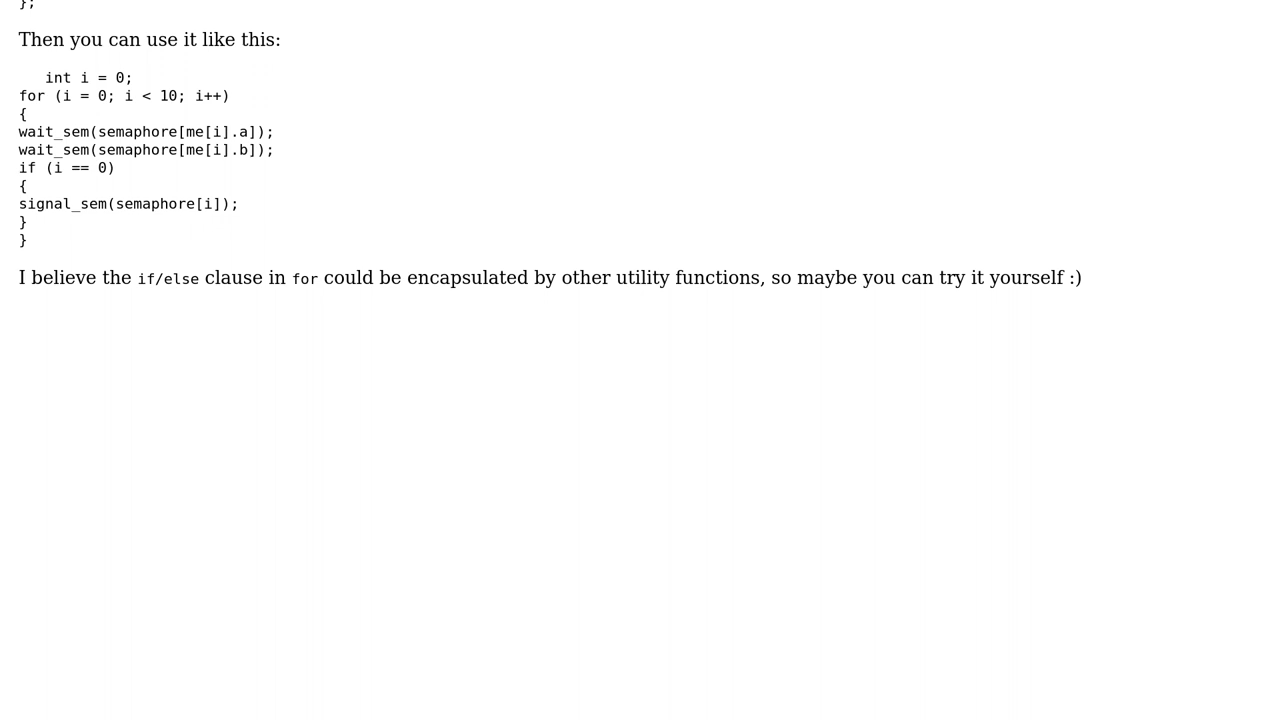 };
Then you can use it like this:
int i = 0;
for (i = 0; i < 10; i++)
{
wait_sem(semaphore[me[i].a]);
wait_sem(semaphore[me[i].b]);
if (i == 0)
{
signal_sem(semaphore[i]);
}
}
I believe the if/else clause in for could be encapsulated by other utility functions, so maybe you can try it yourself :)